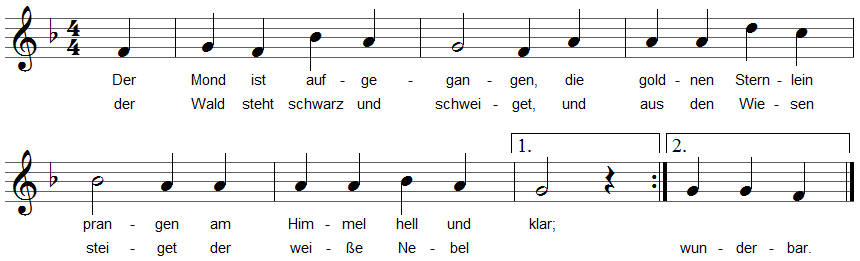 4
4
Der Mond ist auf - ge - gan - gen, die gold - nen Stern - lein
der Wald steht schwarz und schwei - get, und aus den Wie - sen
1. 2.
pran - gen am Him - mel hell und klar;
stei - get der wei - ße Ne - bel wun - der - bar.